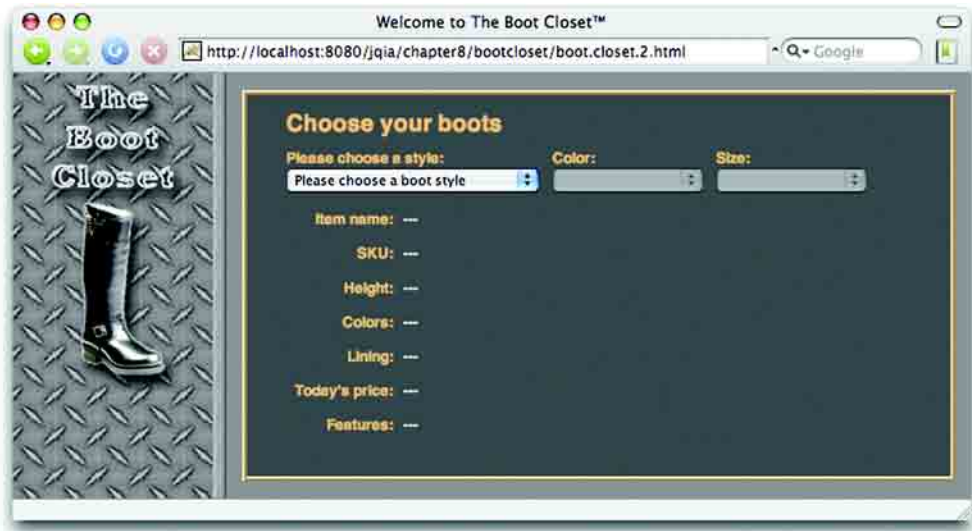 Welcome to The Boot Closet™
http://localhost:8080/jqia/chapter8/bootcloset/boot.closet.2.html
Google
The
Boot
Closet
Choose your boots
Please choose a style: Color: Size:
Please choose a boot style
Item name: ---
SKU: ---
Height: ---
Colors: ---
Lining: ---
Today's price: ---
Features: ---